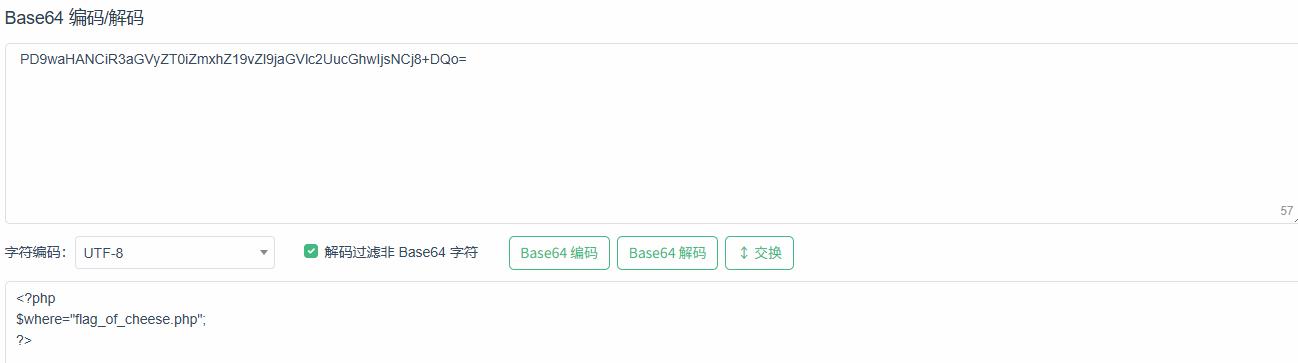 Base64 编码/解码
PD9waHANCiR3aGVyZT0iZmxhZ19vZl9jaGVlc2UucGhwIjsNCj8+DQo=
57
字符编码： UTF-8 解码过滤非 Base64 字符 Base64 编码 Base64 解码 ↕ 交换
<?php
$where="flag_of_cheese.php";
?>